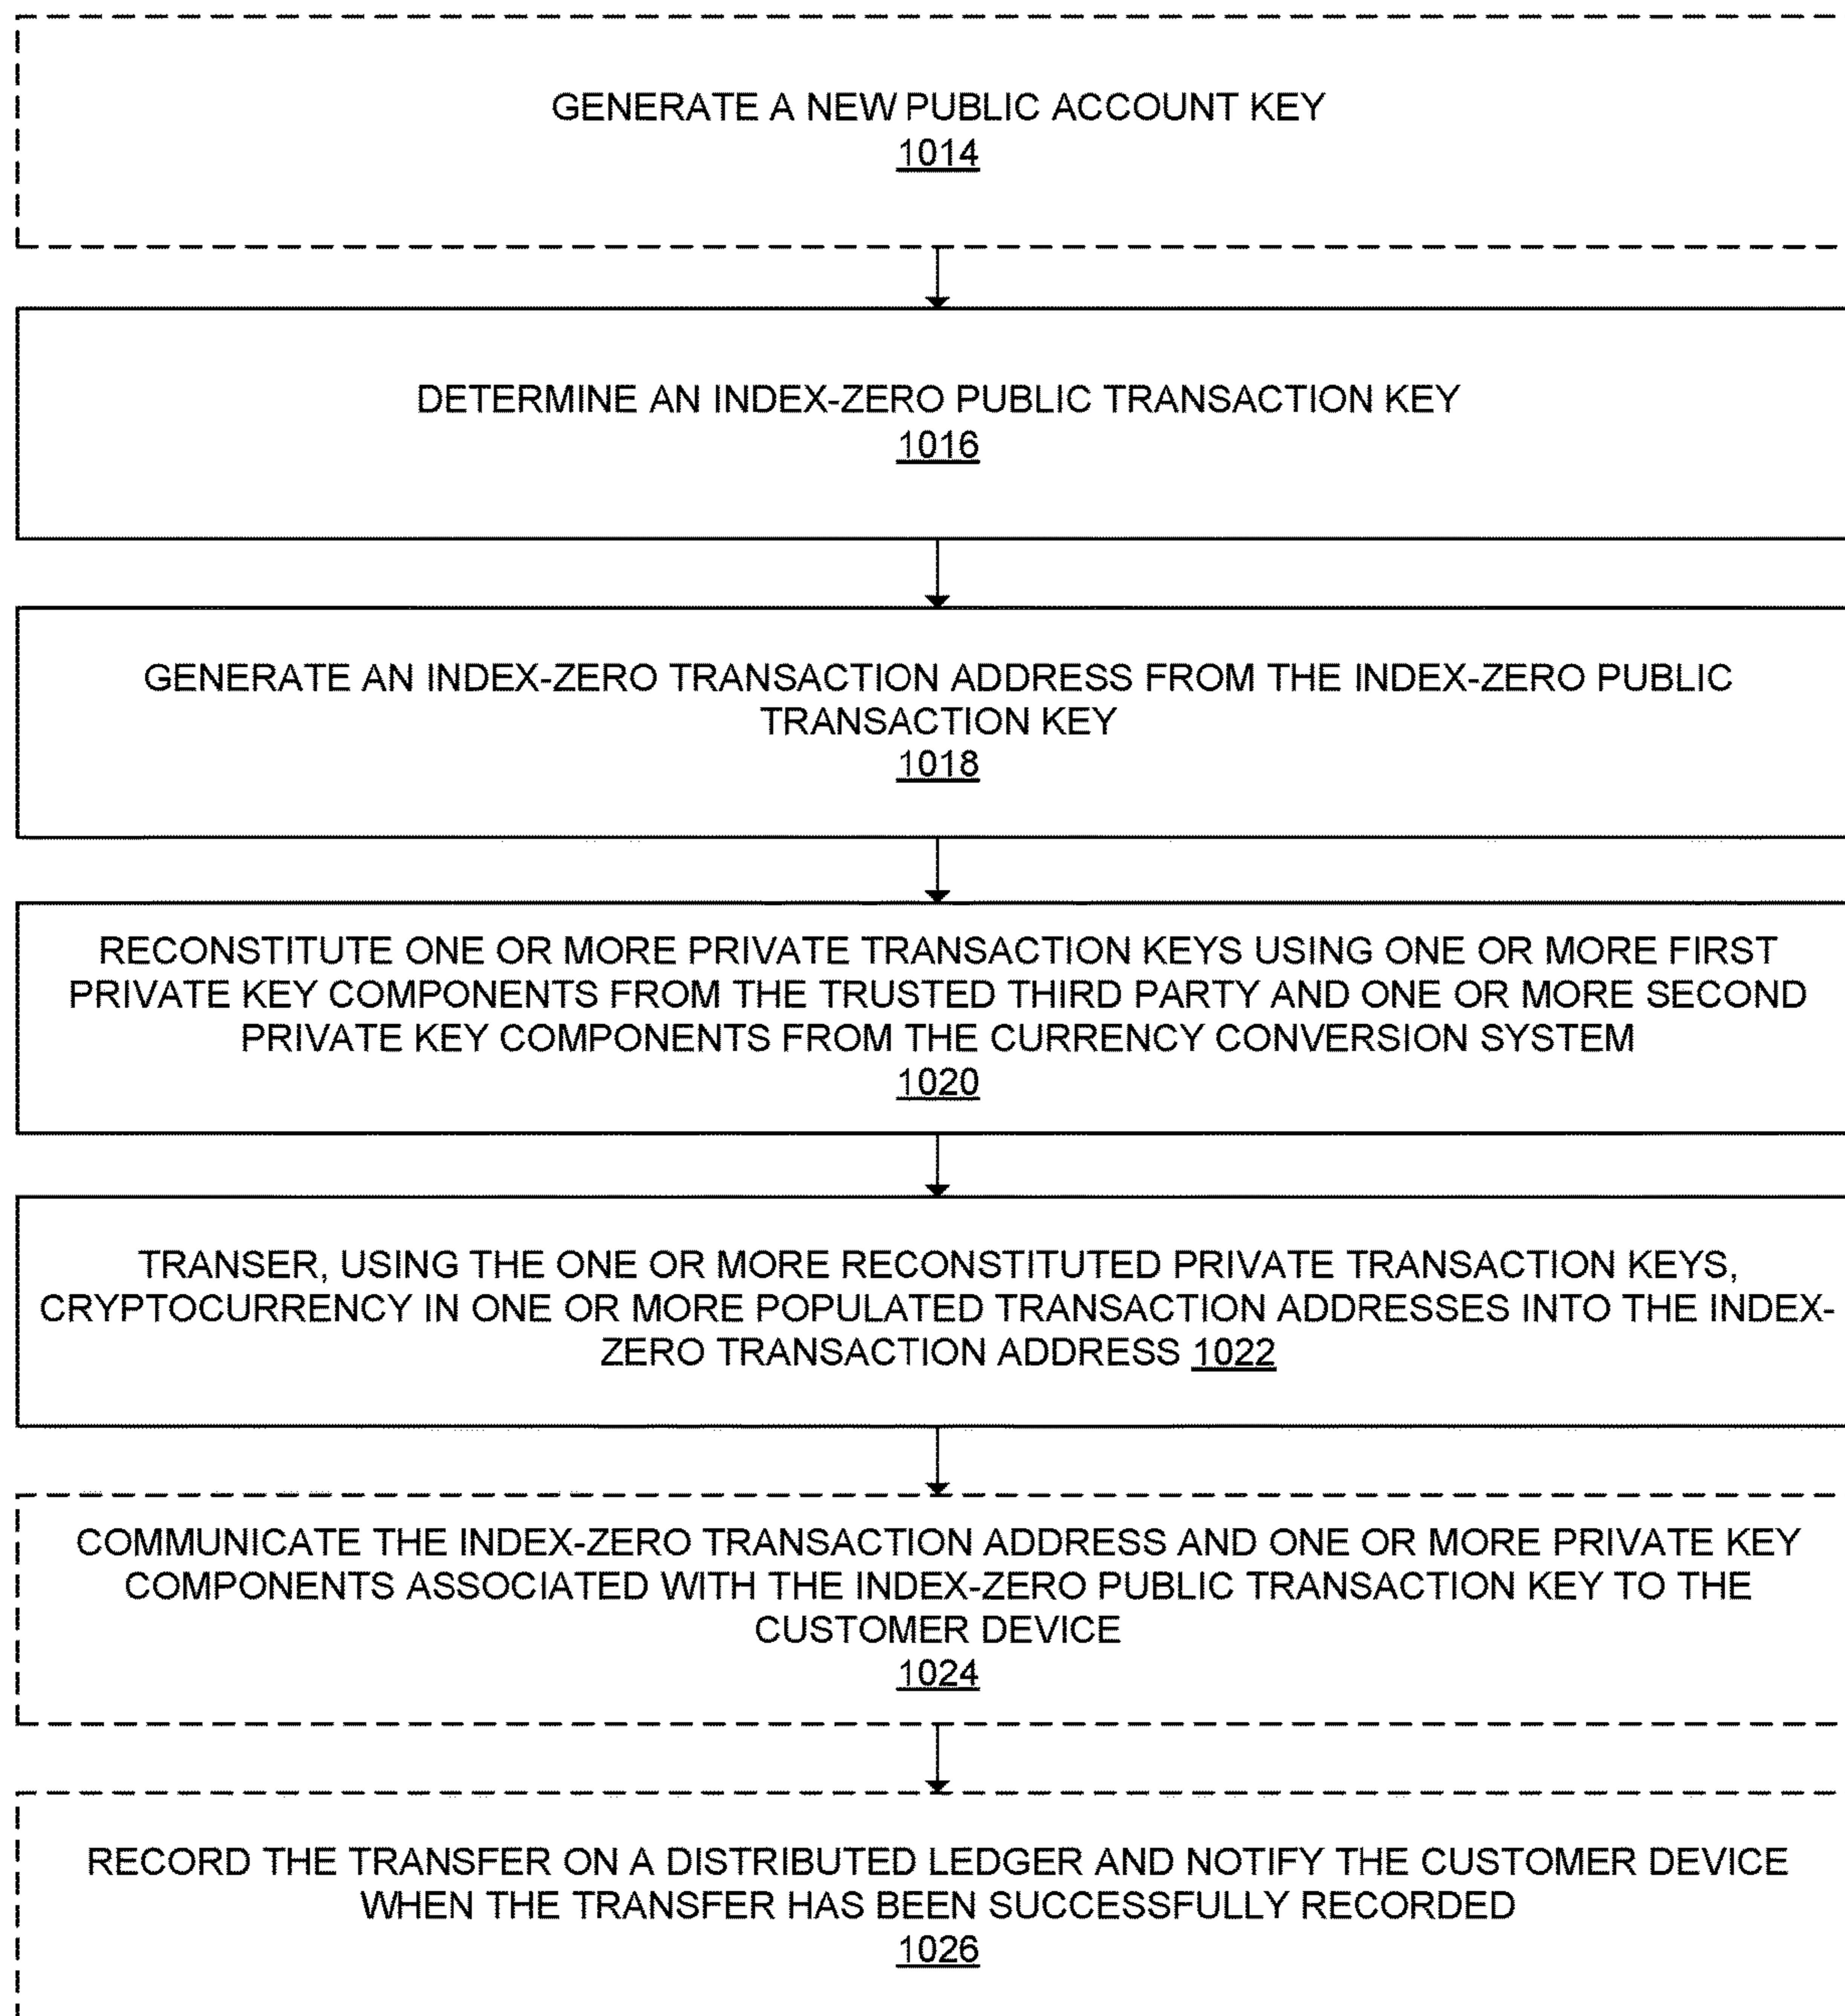 GENERATE A NEW PUBLIC ACCOUNT KEY
1014
DETERMINE AN INDEX-ZERO PUBLIC TRANSACTION KEY
1016
GENERATE AN INDEX-ZERO TRANSACTION ADDRESS FROM THE INDEX-ZERO PUBLIC
TRANSACTION KEY
1018
RECONSTITUTE ONE OR MORE PRIVATE TRANSACTION KEYS USING ONE OR MORE FIRST
PRIVATE KEY COMPONENTS FROM THE TRUSTED THIRD PARTY AND ONE OR MORE SECOND
PRIVATE KEY COMPONENTS FROM THE CURRENCY CONVERSION SYSTEM
1020
TRANSER, USING THE ONE OR MORE RECONSTITUTED PRIVATE TRANSACTION KEYS,
CRYPTOCURRENCY IN ONE OR MORE POPULATED TRANSACTION ADDRESSES INTO THE INDEX-
ZERO TRANSACTION ADDRESS 1022
COMMUNICATE THE INDEX-ZERO TRANSACTION ADDRESS AND ONE OR MORE PRIVATE KEY
COMPONENTS ASSOCIATED WITH THE INDEX-ZERO PUBLIC TRANSACTION KEY TO THE
CUSTOMER DEVICE
1024
RECORD THE TRANSFER ON A DISTRIBUTED LEDGER AND NOTIFY THE CUSTOMER DEVICE
WHEN THE TRANSFER HAS BEEN SUCCESSFULLY RECORDED
1026